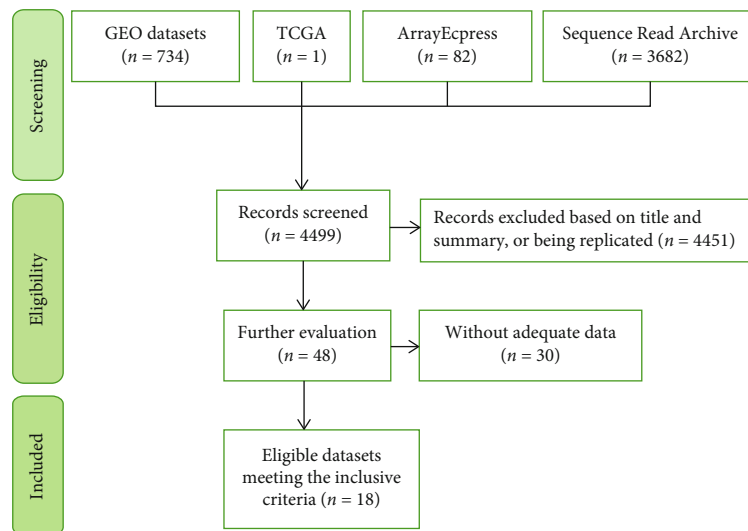 Screening
GEO datasets
(n = 734)
TCGA
(n = 1)
ArrayEcpress
(n = 82)
Sequence Read Archive
(n = 3682)
Eligibility
Records screened
(n = 4499)
Records excluded based on title and
summary, or being replicated (n = 4451)
Further evaluation
(n = 48)
Without adequate data
(n = 30)
Included
Eligible datasets
meeting the inclusive
criteria (n = 18)